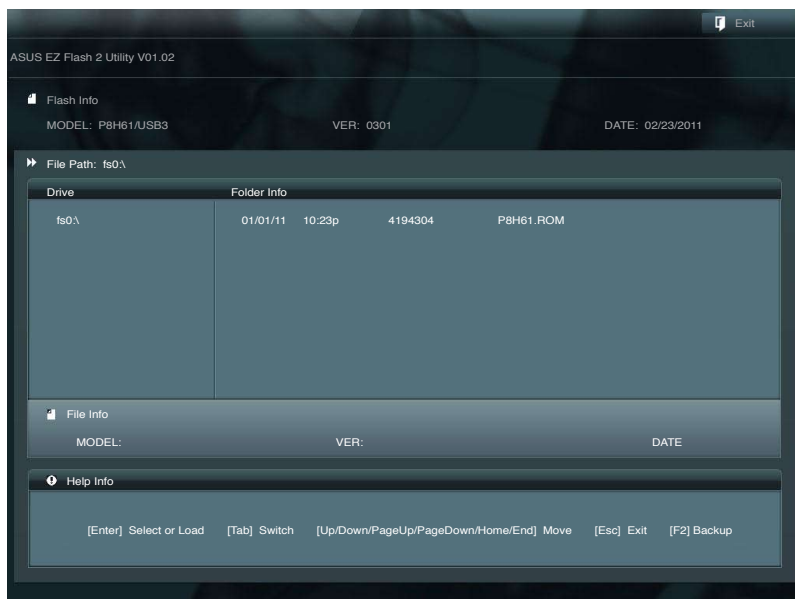 Exit
ASUS EZ Flash 2 Utility V01.02
Flash Info
MODEL: P8H61/USB3 VER: 0301 DATE: 02/23/2011
File Path: fs0:\
Drive Folder Info
fs0:\ 01/01/11 10:23p 4194304 P8H61.ROM
File Info
MODEL: VER: DATE
Help Info
[Enter] Select or Load [Tab] Switch [Up/Down/PageUp/PageDown/Home/End] Move [Esc] Exit [F2] Backup